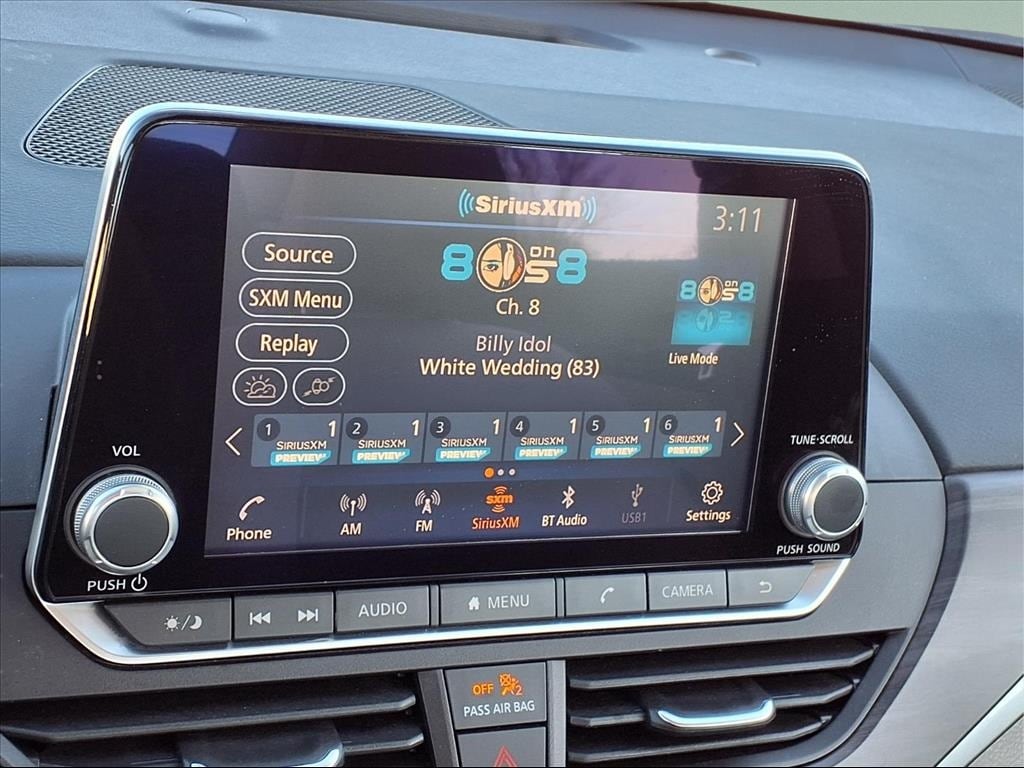 SiriusXm
3:11
Source
8 on 8
SXM Menu
Ch. 8
Replay
Billy Idol
White Wedding (83)
Live Mode
1 1 SIRIUSXM PREVIEW
2 1 SIRIUSXM PREVIEW
3 1 SIRIUSXM PREVIEW
4 1 SIRIUSXM PREVIEW
5 1 SIRIUSXM PREVIEW
6 1 SIRIUSXM PREVIEW
VOL
TUNE·SCROLL
Phone
AM
FM
sxm
SiriusXM
BT Audio
USB1
Settings
PUSH
PUSH SOUND
AUDIO
MENU
CAMERA
OFF 2
PASS AIR BAG